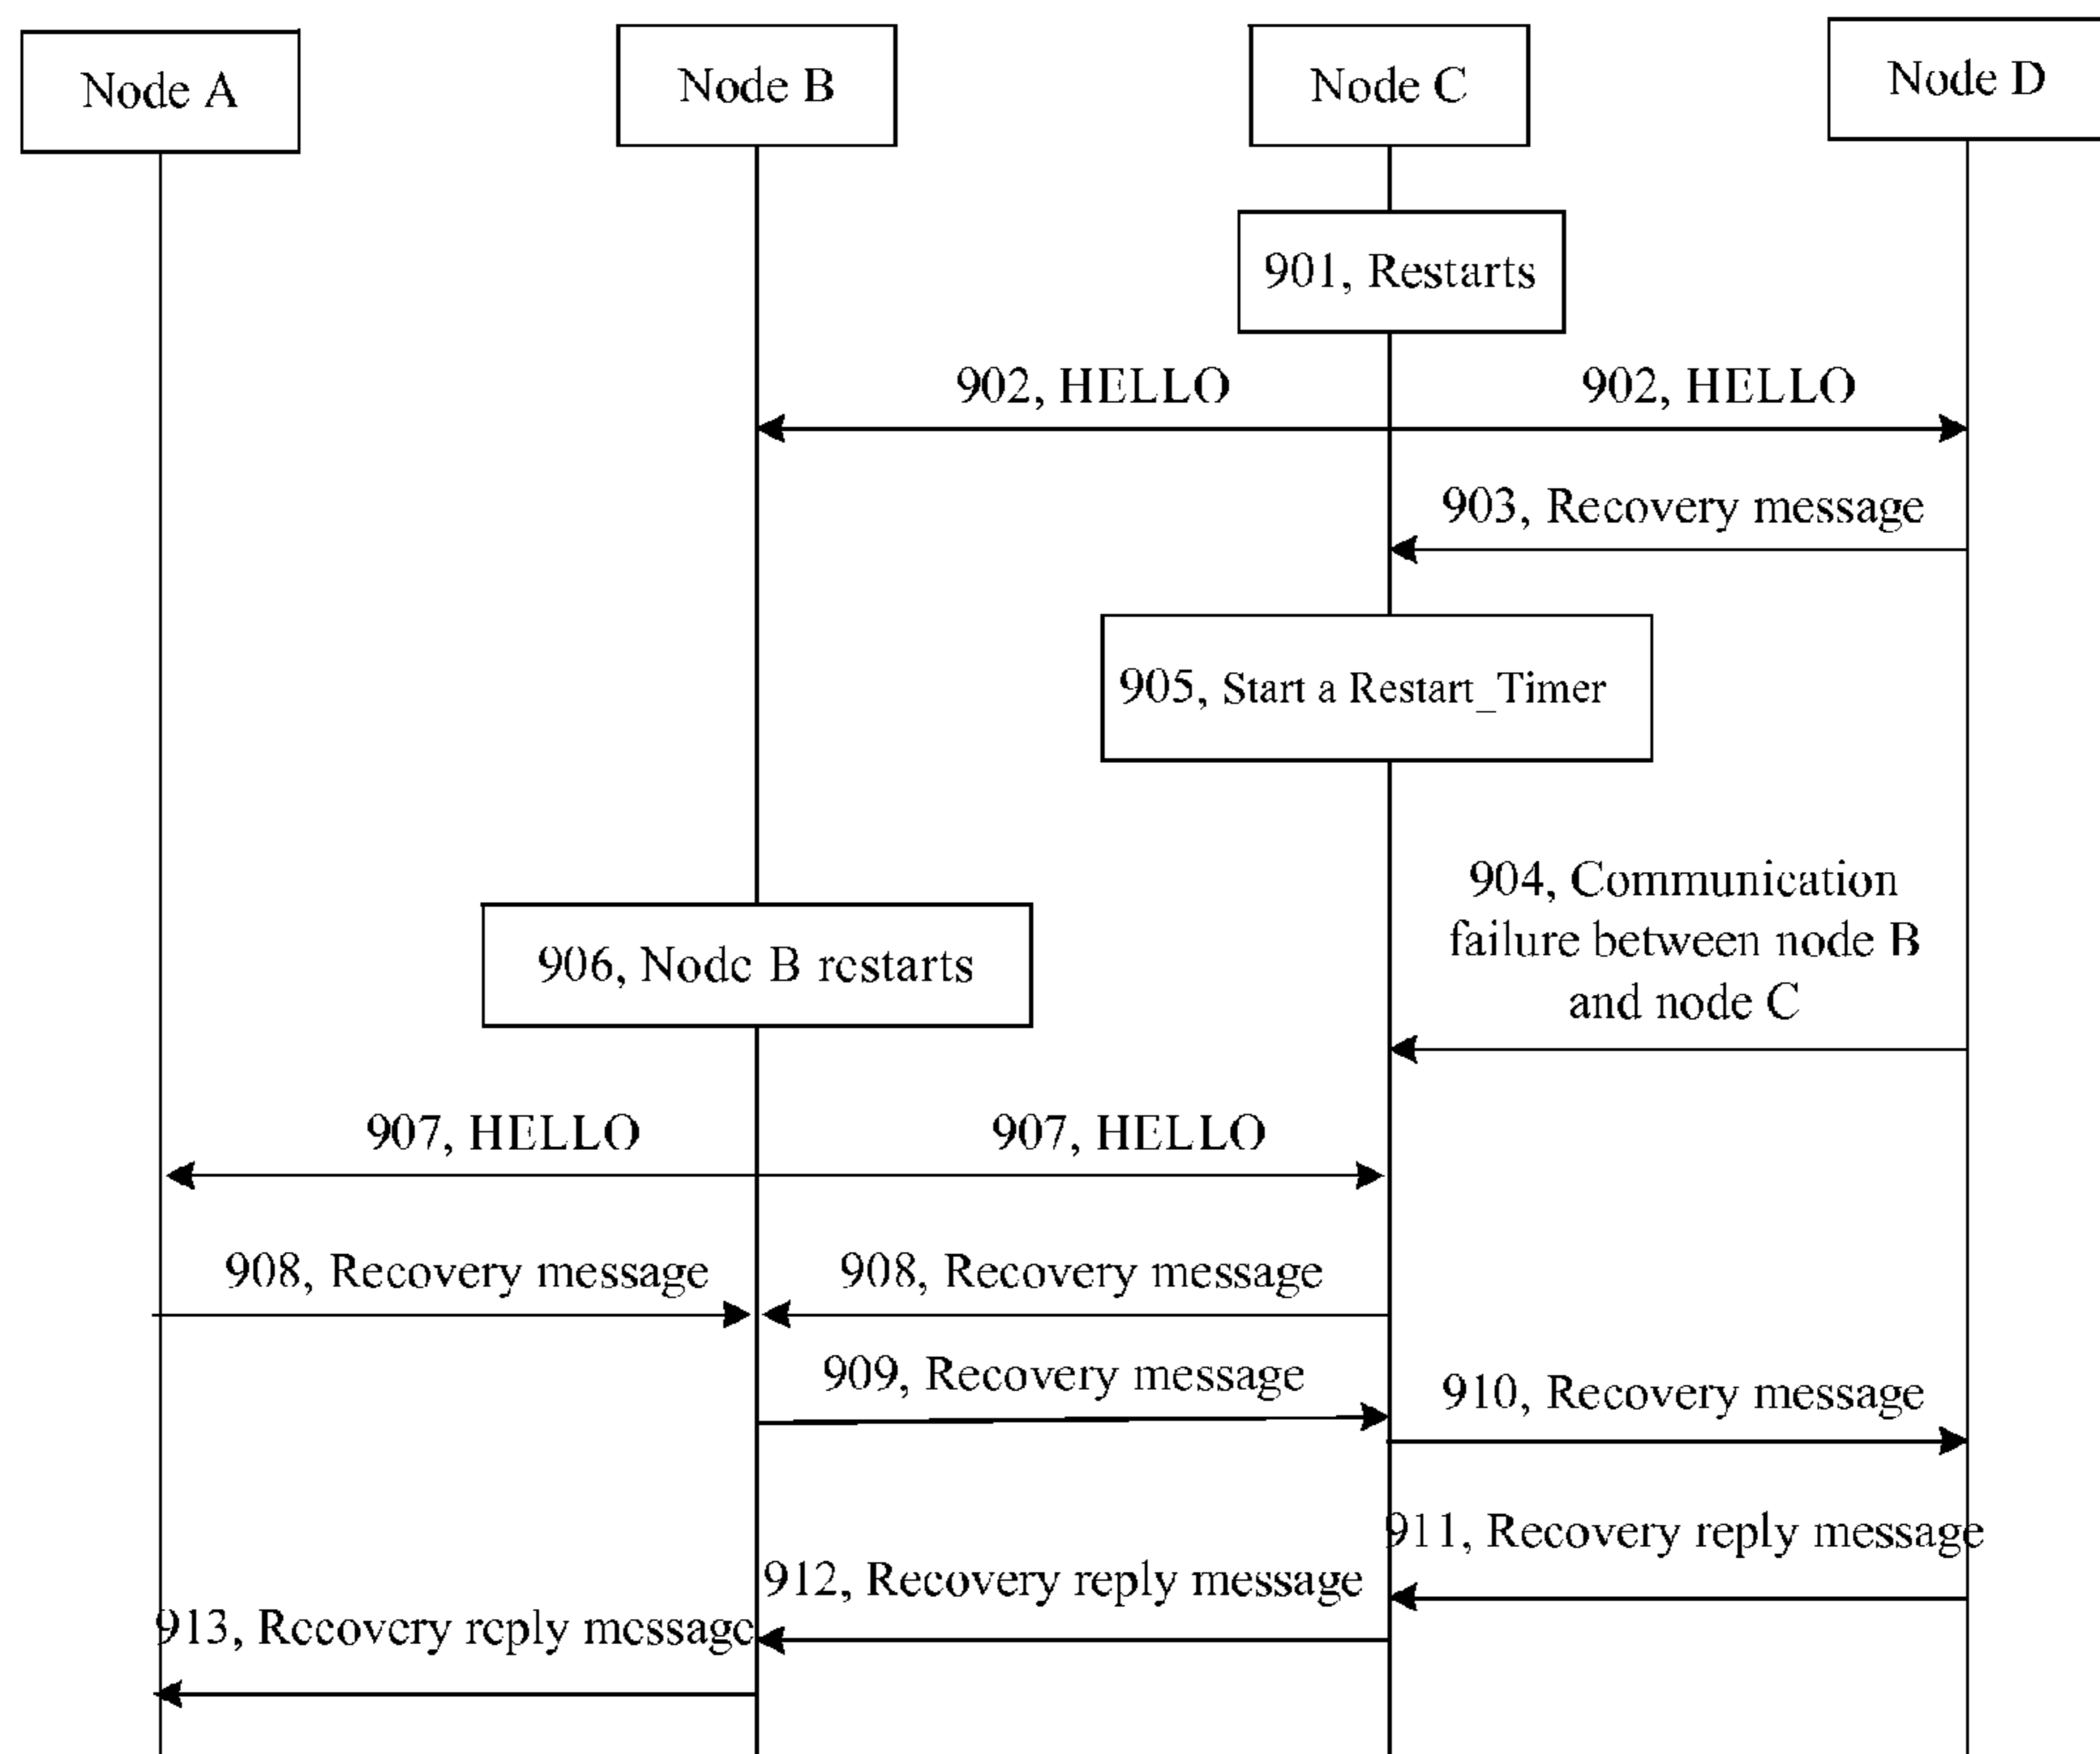 Node A
Node B
Node C
Node D
901, Restarts
902, HELLO
902, HELLO
903, Recovery message
905, Start a Restart_Timer
904, Communication
failure between node B
and node C
906, Node B restarts
907, HELLO
907, HELLO
908, Recovery message
908, Recovery message
909, Recovery message
910, Recovery message
911, Recovery reply message
912, Recovery reply message
913, Recovery reply message